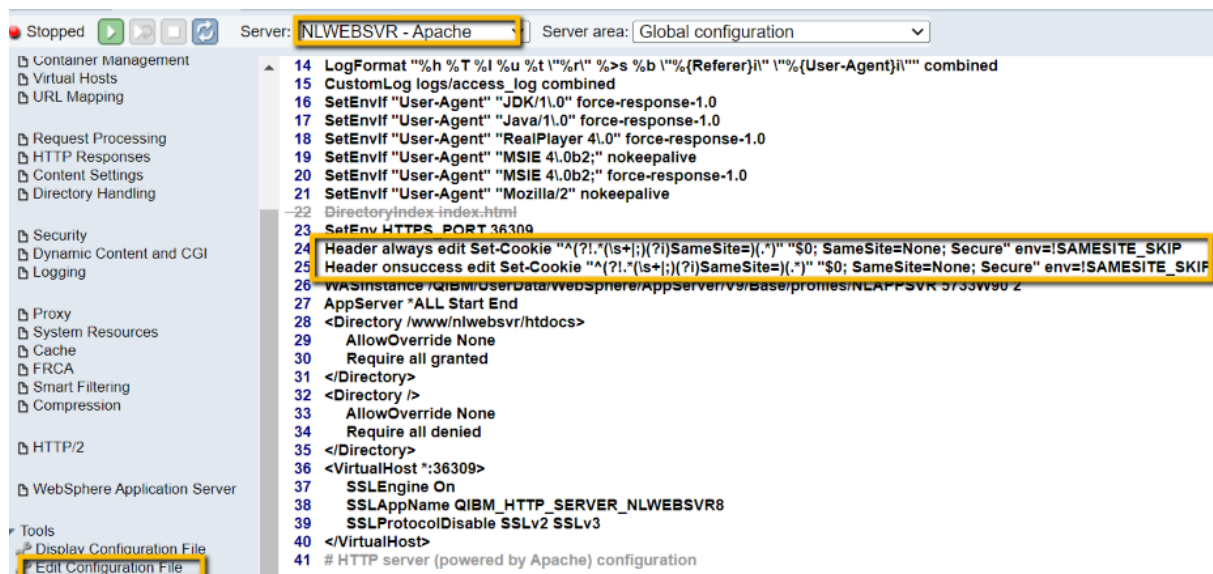 Stopped Server: NLWEBSVR - Apache Server area: Global configuration
Container Management
Virtual Hosts
URL Mapping
Request Processing
HTTP Responses
Content Settings
Directory Handling
Security
Dynamic Content and CGI
Logging
Proxy
System Resources
Cache
FRCA
Smart Filtering
Compression
HTTP/2
WebSphere Application Server
Tools
Display Configuration File
Edit Configuration File
14 LogFormat "%h %T %l %u %t \"%r\" %>s %b \"%{Referer}i\" \"%{User-Agent}i\"" combined
15 CustomLog logs/access_log combined
16 SetEnvIf "User-Agent" "JDK/1\.0" force-response-1.0
17 SetEnvIf "User-Agent" "Java/1\.0" force-response-1.0
18 SetEnvIf "User-Agent" "RealPlayer 4\.0" force-response-1.0
19 SetEnvIf "User-Agent" "MSIE 4\.0b2;" nokeepalive
20 SetEnvIf "User-Agent" "MSIE 4\.0b2;" force-response-1.0
21 SetEnvIf "User-Agent" "Mozilla/2" nokeepalive
22 DirectoryIndex index.html
23 SetEnv HTTPS_PORT 36309
24 Header always edit Set-Cookie "^(?!.*(\s+|;)(?i)SameSite=)(.*)" "$0; SameSite=None; Secure" env=!SAMESITE_SKIP
25 Header onsuccess edit Set-Cookie "^(?!.*(\s+|;)(?i)SameSite=)(.*)" "$0; SameSite=None; Secure" env=!SAMESITE_SKIP
26 WASInstance /QIBM/UserData/WebSphere/AppServer/V9/Base/profiles/NLAPPSVR 5733W90 2
27 AppServer *ALL Start End
28 <Directory /www/nlwebsvr/htdocs>
29 AllowOverride None
30 Require all granted
31 </Directory>
32 <Directory />
33 AllowOverride None
34 Require all denied
35 </Directory>
36 <VirtualHost *:36309>
37 SSLEngine On
38 SSLAppName QIBM_HTTP_SERVER_NLWEBSVR8
39 SSLProtocolDisable SSLv2 SSLv3
40 </VirtualHost>
41 # HTTP server (powered by Apache) configuration